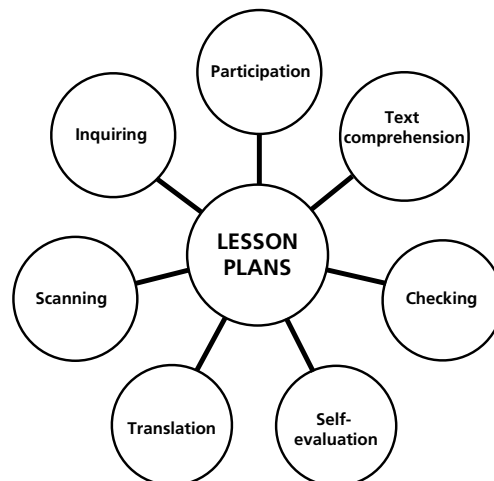 Participation
Text
comprehension
Inquiring
LESSON
PLANS
Scanning
Checking
Translation
Self-
evaluation